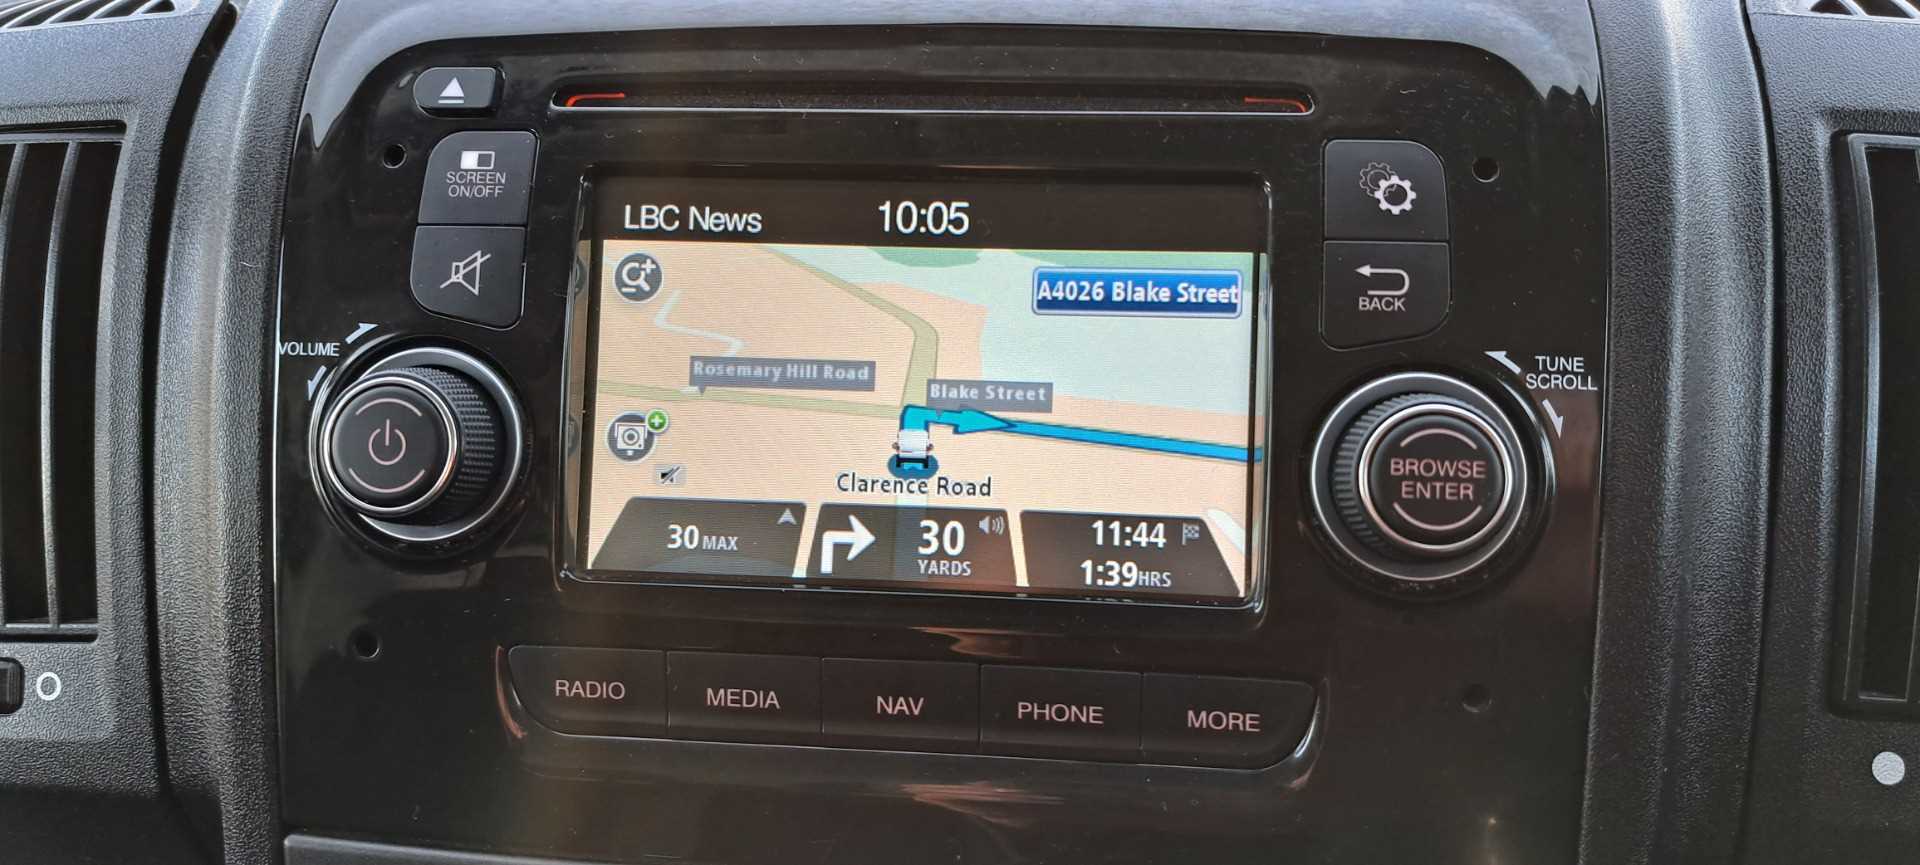 SCREEN
ON/OFF
VOLUME
LBC News 10:05
A4026 Blake Street
Rosemary Hill Road
Blake Street
Clarence Road
30 MAX
30
YARDS
11:44
1:39HRS
BACK
TUNE
SCROLL
BROWSE
ENTER
RADIO
MEDIA
NAV
PHONE
MORE
O